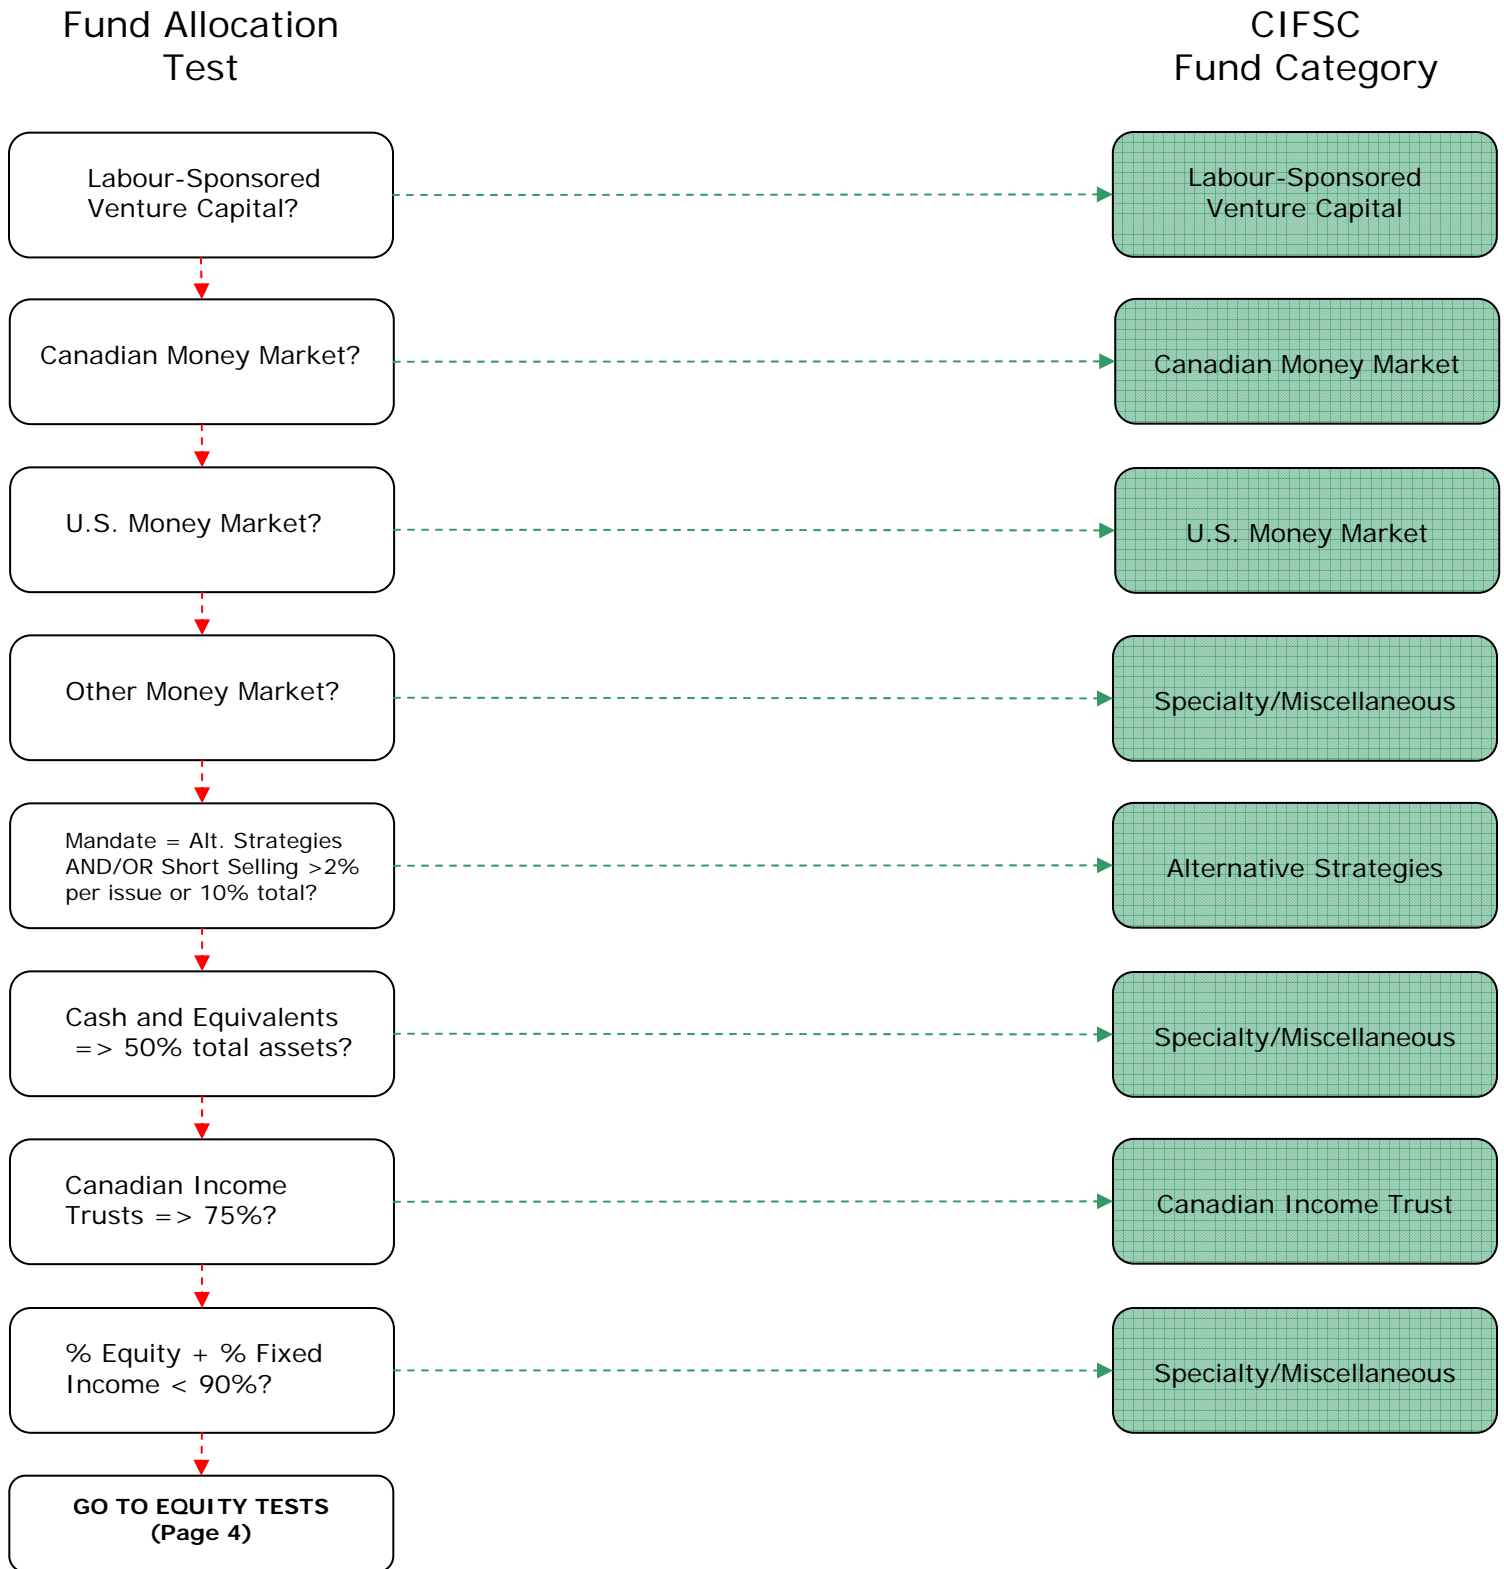 Fund Allocation
Test
CIFSC
Fund Category
Labour-Sponsored
Venture Capital?
Labour-Sponsored
Venture Capital
Canadian Money Market?
Canadian Money Market
U.S. Money Market?
U.S. Money Market
Other Money Market?
Specialty/Miscellaneous
Mandate = Alt. Strategies
AND/OR Short Selling >2%
per issue or 10% total?
Alternative Strategies
Cash and Equivalents
=> 50% total assets?
Specialty/Miscellaneous
Canadian Income
Trusts => 75%?
Canadian Income Trust
% Equity + % Fixed
Income < 90%?
Specialty/Miscellaneous
GO TO EQUITY TESTS
(Page 4)